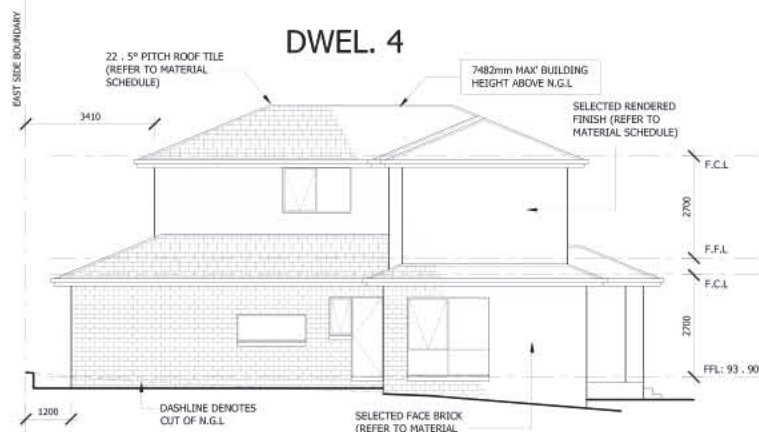 DWEL. 4
EAST SIDE BOUNDARY
22 . 5° PITCH ROOF TILE
(REFER TO MATERIAL
SCHEDULE)
7482mm MAX' BUILDING
HEIGHT ABOVE N.G.L
SELECTED RENDERED
FINISH (REFER TO
MATERIAL SCHEDULE)
3410
F.C.L
2700
F.F.L
F.C.L
2700
FFL: 93 . 90
1200
DASHLINE DENOTES
CUT OF N.G.L
SELECTED FACE BRICK
(REFER TO MATERIAL